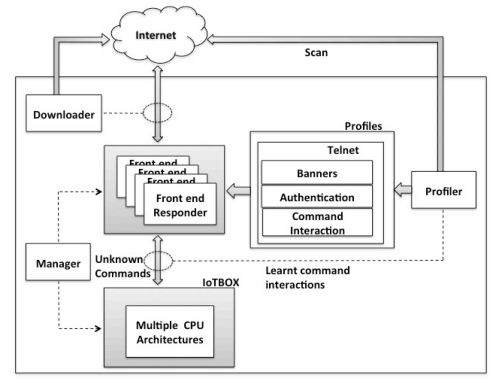 Internet
Scan
Downloader
Profiles
Telnet
Banners
Authentication
Command
Interaction
Profiler
Front end
Front end
Front end
Front end
Responder
Manager
Unknown
Commands
Learnt command
interactions
IoTBOX
Multiple CPU
Architectures